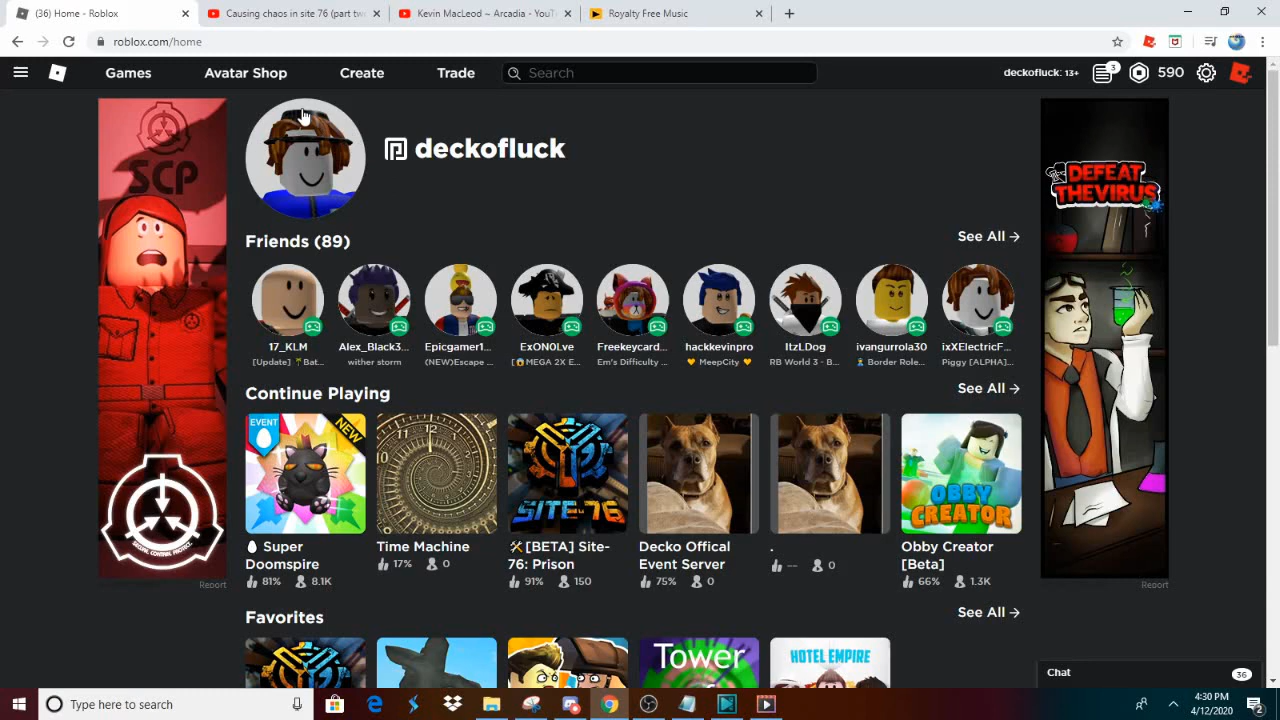 (36) Home - Roblox
Causing chaos in site 76 (part tw
Kevin MacLeod ~ Arcadia - YouT
Royalty Free Music
roblox.com/home
Games
Avatar Shop
Create
Trade
Search
deckofluck: 13+
3
590
SCP
deckofluck
DEFEAT
THEVIRUS
Friends (89)
See All →
17_KLM
Alex_Black3...
Epicgamer1...
ExON0Lve
Freekeycard...
hackkevinpro
ItzLDog
ivangurrola30
ixXElectricF...
[Update] 🌴Bat...
wither storm
(NEW)Escape ...
[😱MEGA 2X E...
Em's Difficulty ...
🧡 MeepCity 🧡
RB World 3 - B...
Border Role...
Piggy [ALPHA]...
Continue Playing
See All →
EVENT
NEW
11
12
10
SITE-76
OBBY
CREATOR
Super
Doomspire
81% 8.1K
Time Machine
17% 0
🛠️[BETA] Site-
76: Prison
91% 150
Decko Offical
Event Server
75% 0
.
-- 0
Obby Creator
[Beta]
66% 1.3K
Report
Report
Favorites
See All →
Tower
HOTEL EMPIRE
Chat
36
Type here to search
4:30 PM
4/12/2020
2